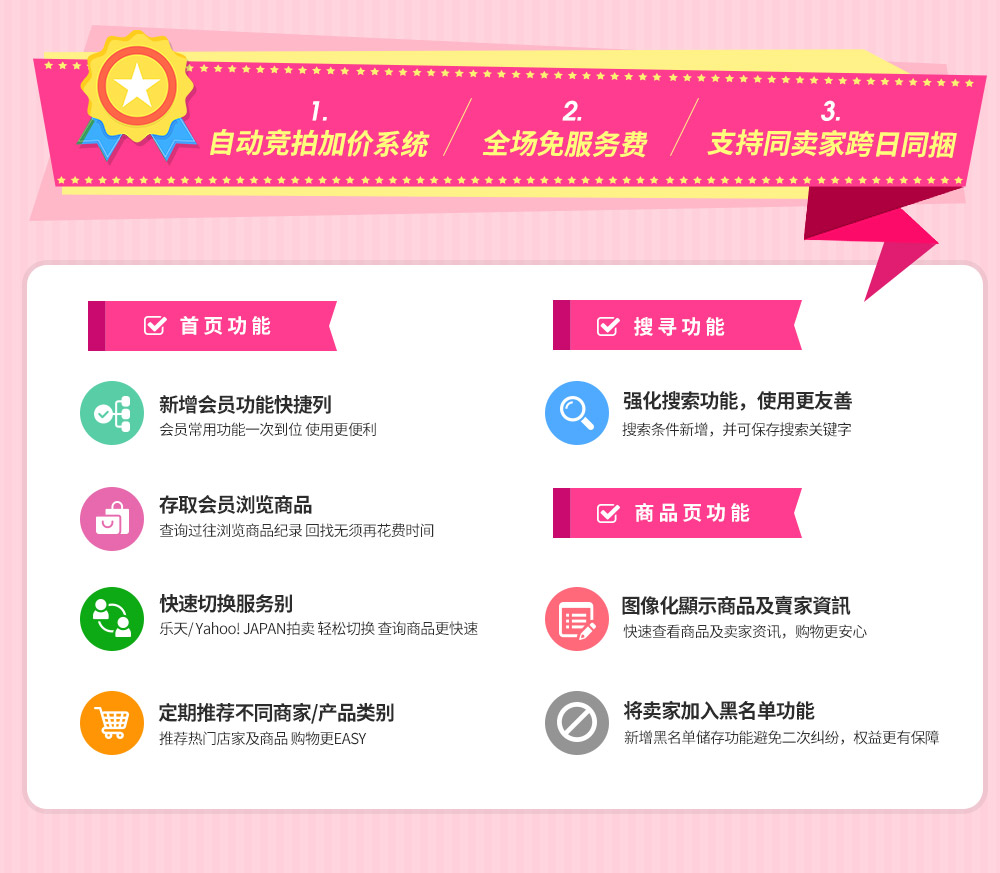 1.
自动竞拍加价系统
2.
全场免服务费
3.
支持同卖家跨日同捆
首页功能
新增会员功能快捷列
会员常用功能一次到位 使用更便利
存取会员浏览商品
查询过往浏览商品纪录 回找无须再花费时间
快速切换服务别
乐天/ Yahoo! JAPAN拍卖 轻松切换 查询商品更快速
定期推荐不同商家/产品类别
推荐热门店家及商品 购物更EASY
搜寻功能
强化搜索功能，使用更友善
搜索条件新增，并可保存搜索关键字
商品页功能
图像化顯示商品及賣家資訊
快速查看商品及卖家资讯，购物更安心
将卖家加入黑名单功能
新增黑名单储存功能避免二次纠纷，权益更有保障